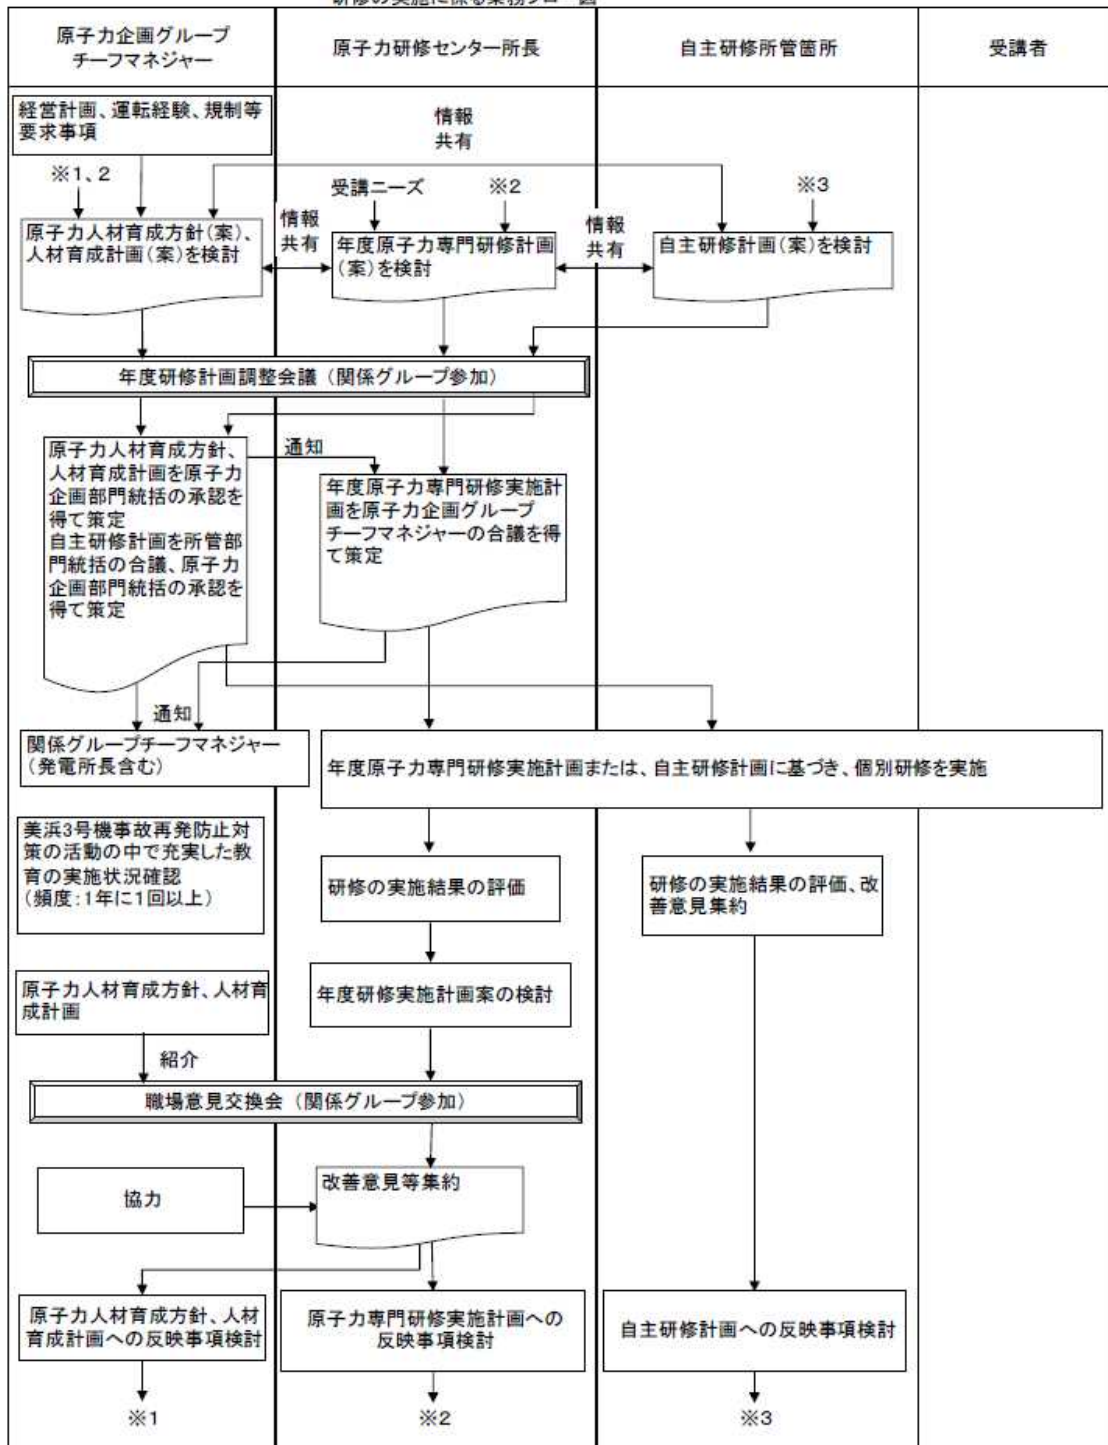 研修の実施に係る業務フロー図
原子力企画グループ
チーフマネジャー
原子力研修センター所長
自主研修所管箇所
受講者
経営計画、運転経験、規制等
要求事項
情報
共有
※1、2
受講ニーズ
※2
※3
原子力人材育成方針(案)、
人材育成計画(案)を検討
情報
共有
年度原子力専門研修計画
(案)を検討
情報
共有
自主研修計画(案)を検討
年度研修計画調整会議(関係グループ参加)
原子力人材育成方針、
人材育成計画を原子力
企画部門統括の承認を
得て策定
自主研修計画を所管部
門統括の合議、原子力
企画部門統括の承認を
得て策定
通知
年度原子力専門研修実施計
画を原子力企画グループ
チーフマネジャーの合議を得
て策定
通知
関係グループチーフマネジャー
(発電所長含む)
年度原子力専門研修実施計画または、自主研修計画に基づき、個別研修を実施
美浜3号機事故再発防止対
策の活動の中で充実した教
育の実施状況確認
(頻度:1年に1回以上)
研修の実施結果の評価
研修の実施結果の評価、改
善意見集約
原子力人材育成方針、人材育
成計画
年度研修実施計画案の検討
紹介
職場意見交換会(関係グループ参加)
協力
改善意見等集約
原子力人材育成方針、人材
育成計画への反映事項検討
原子力専門研修実施計画への
反映事項検討
自主研修計画への反映事項検討
※1
※2
※3